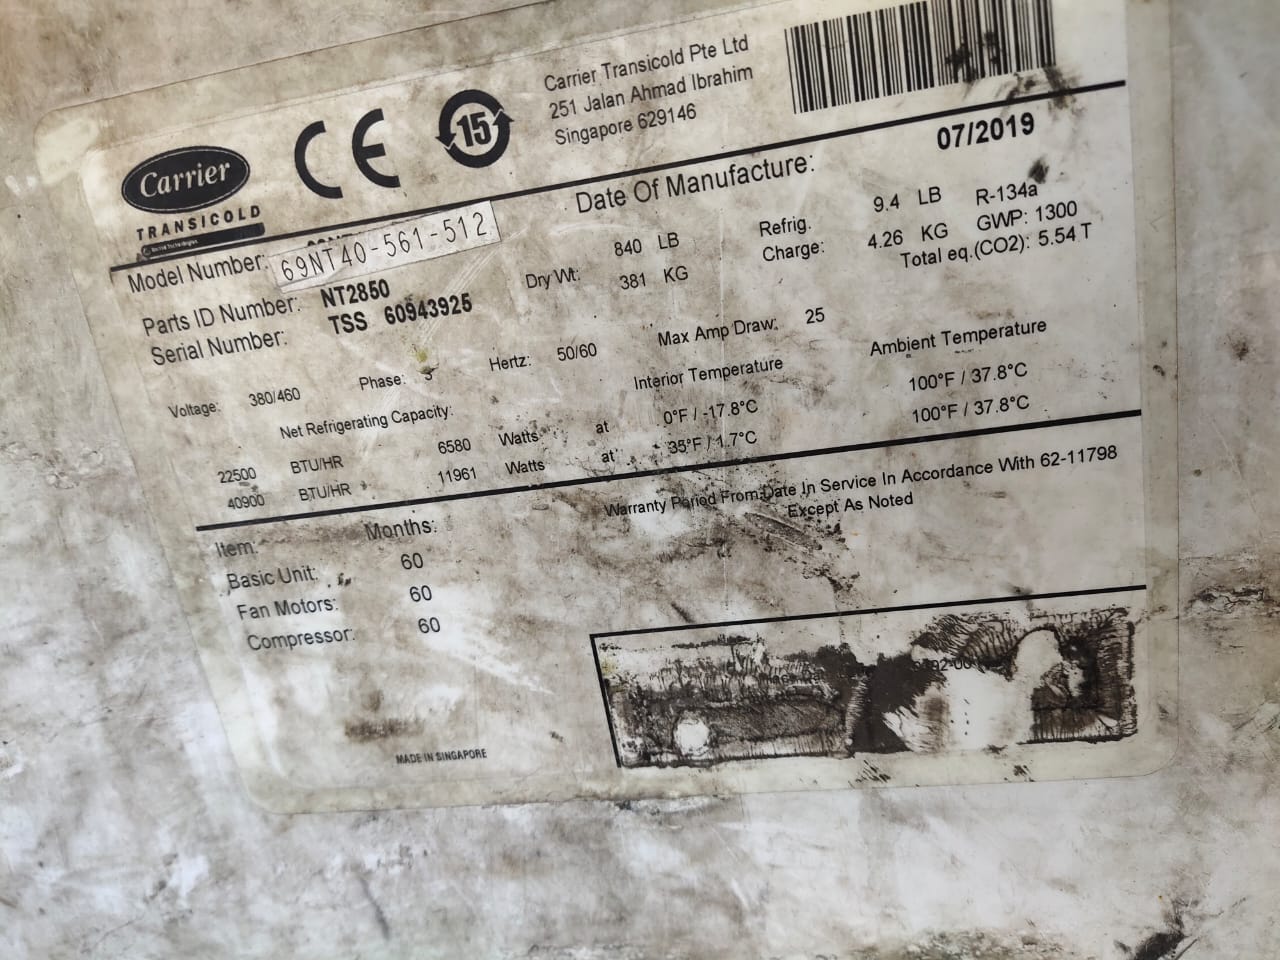 Carrier
TRANSICOLD
15
Carrier Transicold Pte Ltd
251 Jalan Ahmad Ibrahim
Singapore 629146
Date Of Manufacture: 07/2019
Model Number: 69NT40-561-512
Parts ID Number: NT2850
Serial Number: TSS 60943925
Dry Wt: 840 LB
381 KG
Refrig. Charge: 9.4 LB R-134a
4.26 KG GWP: 1300
Total eq.(CO2): 5.54 T
Voltage: 380/460 Phase: 3 Hertz: 50/60 Max Amp Draw: 25
Net Refrigerating Capacity: Interior Temperature Ambient Temperature
22500 BTU/HR 6580 Watts at 0°F / -17.8°C 100°F / 37.8°C
40900 BTU/HR 11961 Watts at 35°F / 1.7°C 100°F / 37.8°C
Warranty Period From Date In Service In Accordance With 62-11798
Except As Noted
Item: Months:
Basic Unit: 60
Fan Motors: 60
Compressor: 60
MADE IN SINGAPORE